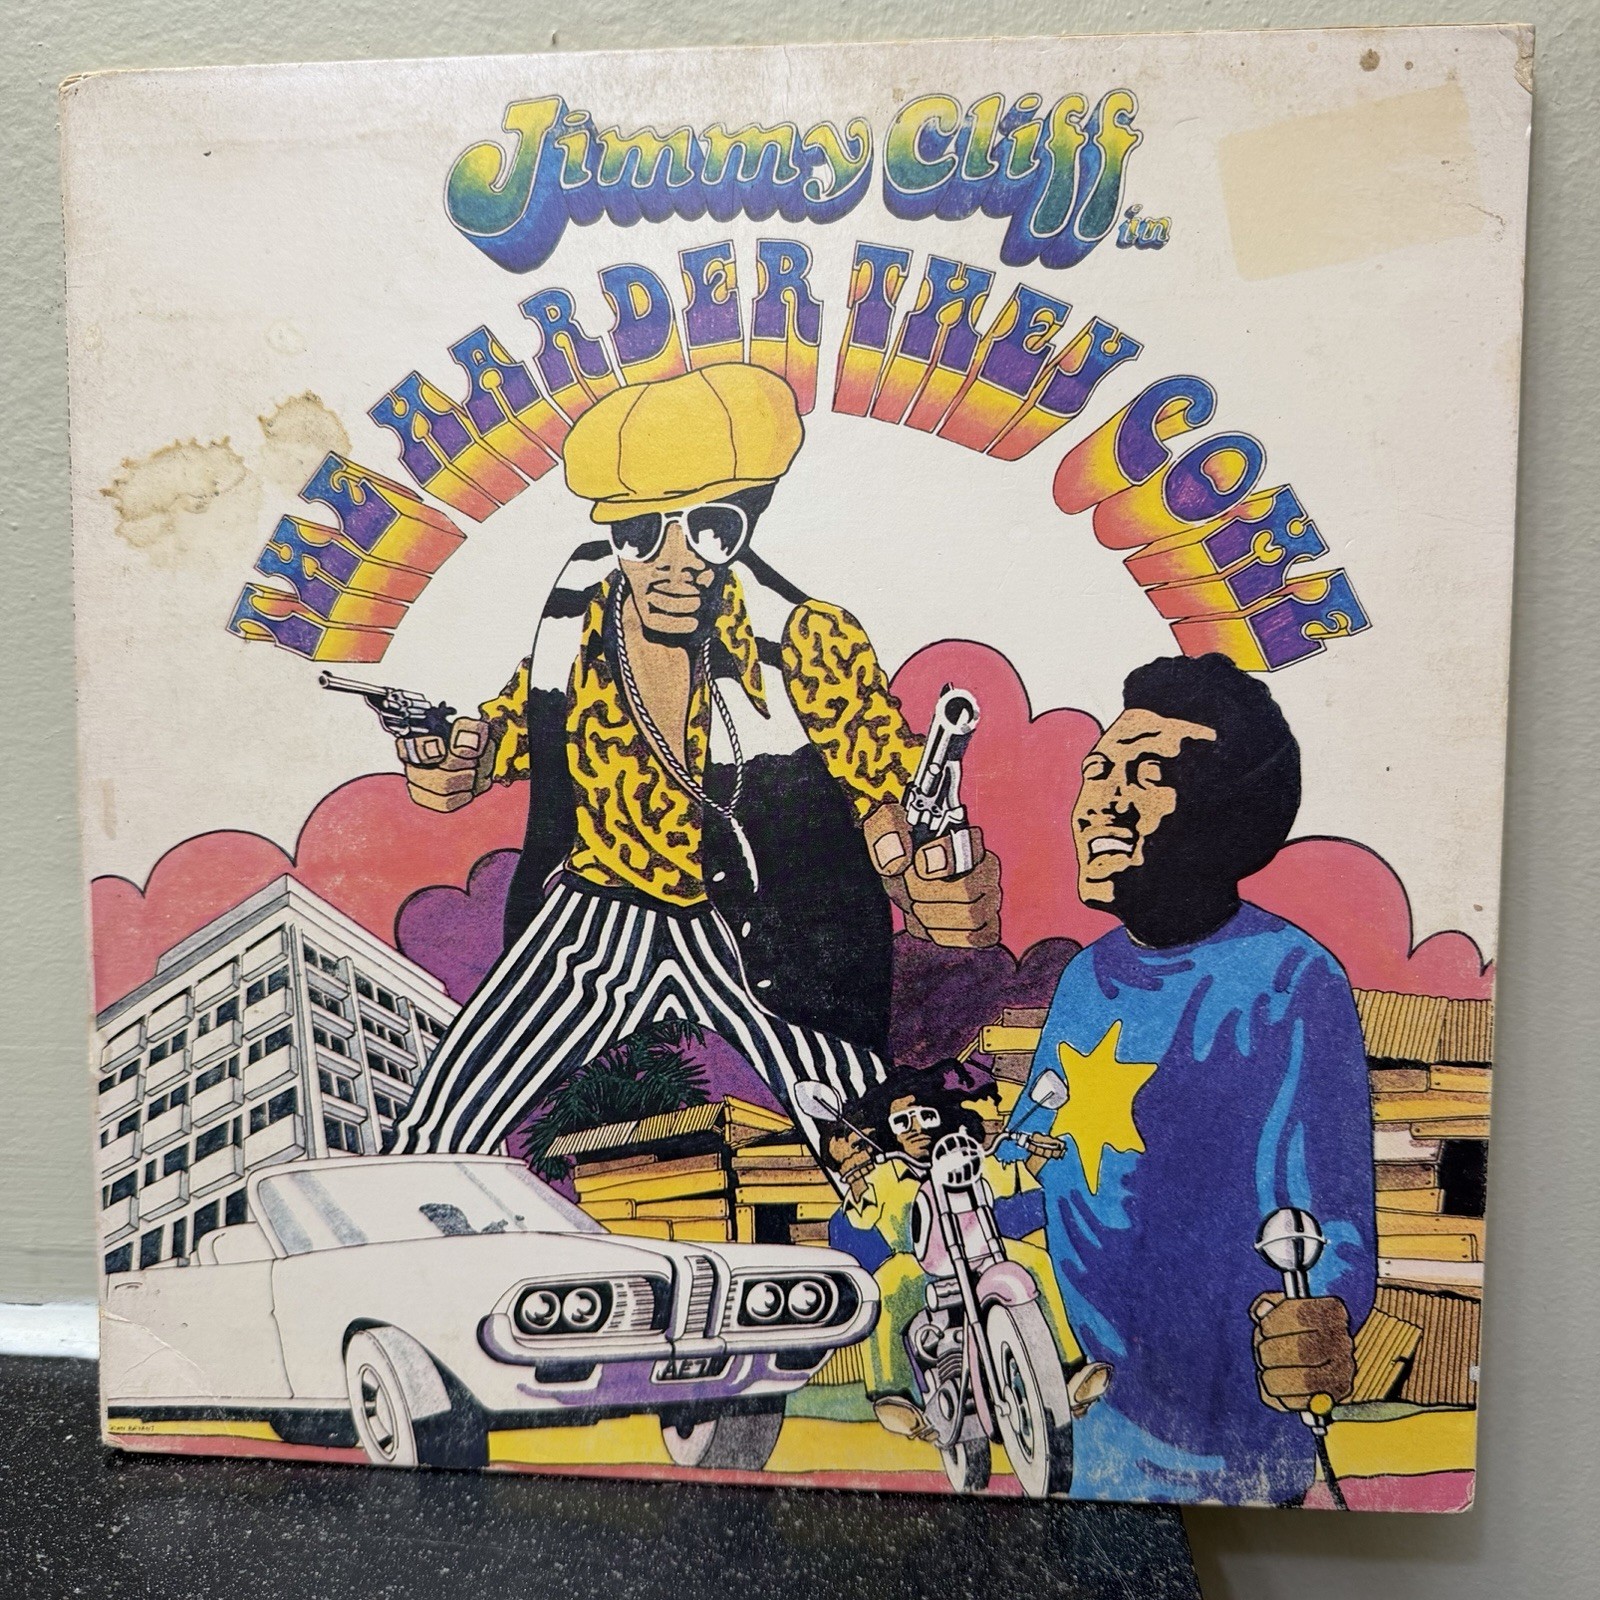 Jimmy Cliff
in
THE HARDER THEY COME